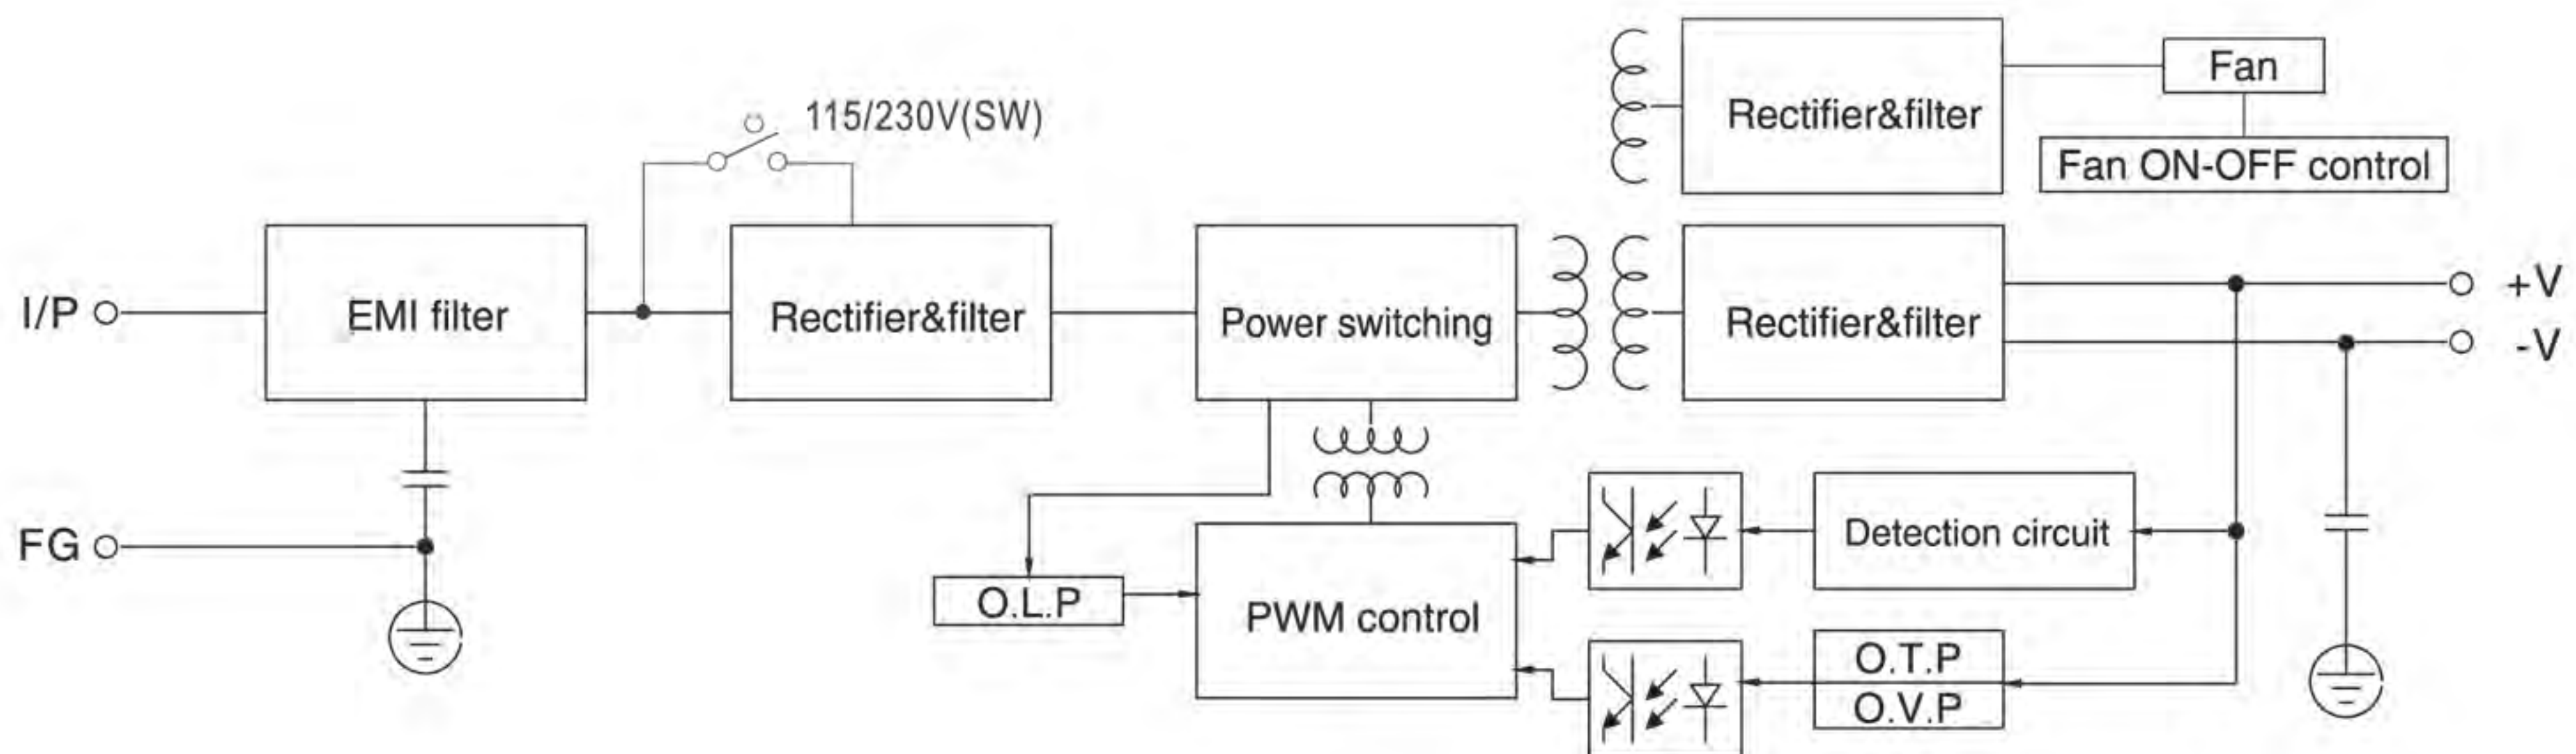 Rectifier&filter
Fan
Fan ON-OFF control
115/230V(SW)
I/P
EMI filter
Rectifier&filter
Power switching
Rectifier&filter
+V
-V
FG
O.L.P
PWM control
Detection circuit
O.T.P
O.V.P